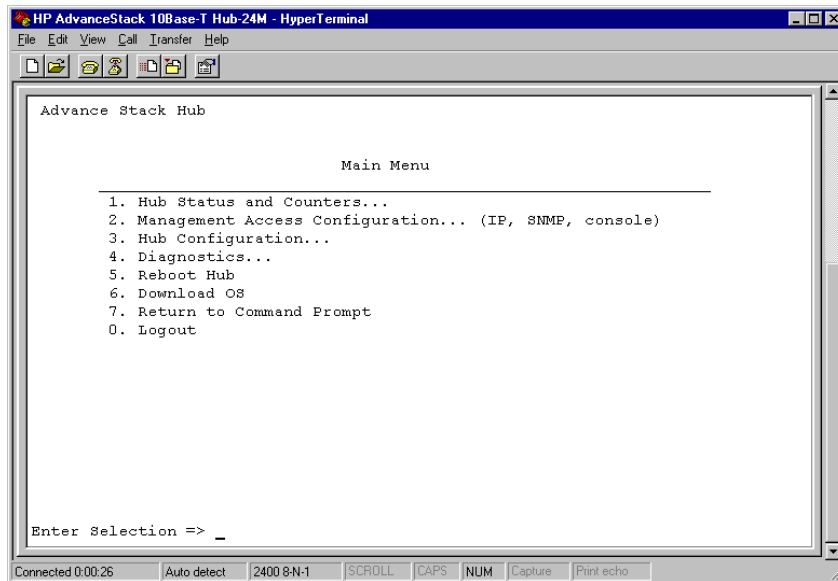 HP AdvanceStack 10Base-T Hub-24M - HyperTerminal
File Edit View Call Transfer Help
Advance Stack Hub
Main Menu
1. Hub Status and Counters...
2. Management Access Configuration... (IP, SNMP, console)
3. Hub Configuration...
4. Diagnostics...
5. Reboot Hub
6. Download OS
7. Return to Command Prompt
0. Logout
Enter Selection => _
Connected 0:00:26 Auto detect 2400 8-N-1 SCROLL CAPS NUM Capture Print echo